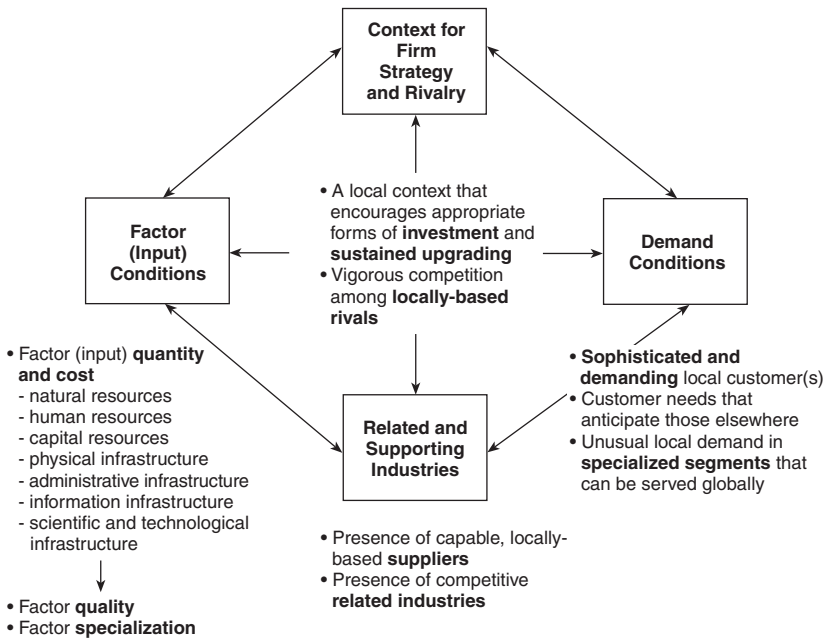 Context for
Firm
Strategy
and Rivalry
• A local context that
encourages appropriate
forms of investment and
sustained upgrading
• Vigorous competition
among locally-based
rivals
Factor
(Input)
Conditions
Demand
Conditions
• Factor (input) quantity
and cost
- natural resources
- human resources
- capital resources
- physical infrastructure
- administrative infrastructure
- information infrastructure
- scientific and technological
infrastructure
• Factor quality
• Factor specialization
Related and
Supporting
Industries
• Presence of capable, locally-
based suppliers
• Presence of competitive
related industries
• Sophisticated and
demanding local customer(s)
• Customer needs that
anticipate those elsewhere
• Unusual local demand in
specialized segments that
can be served globally